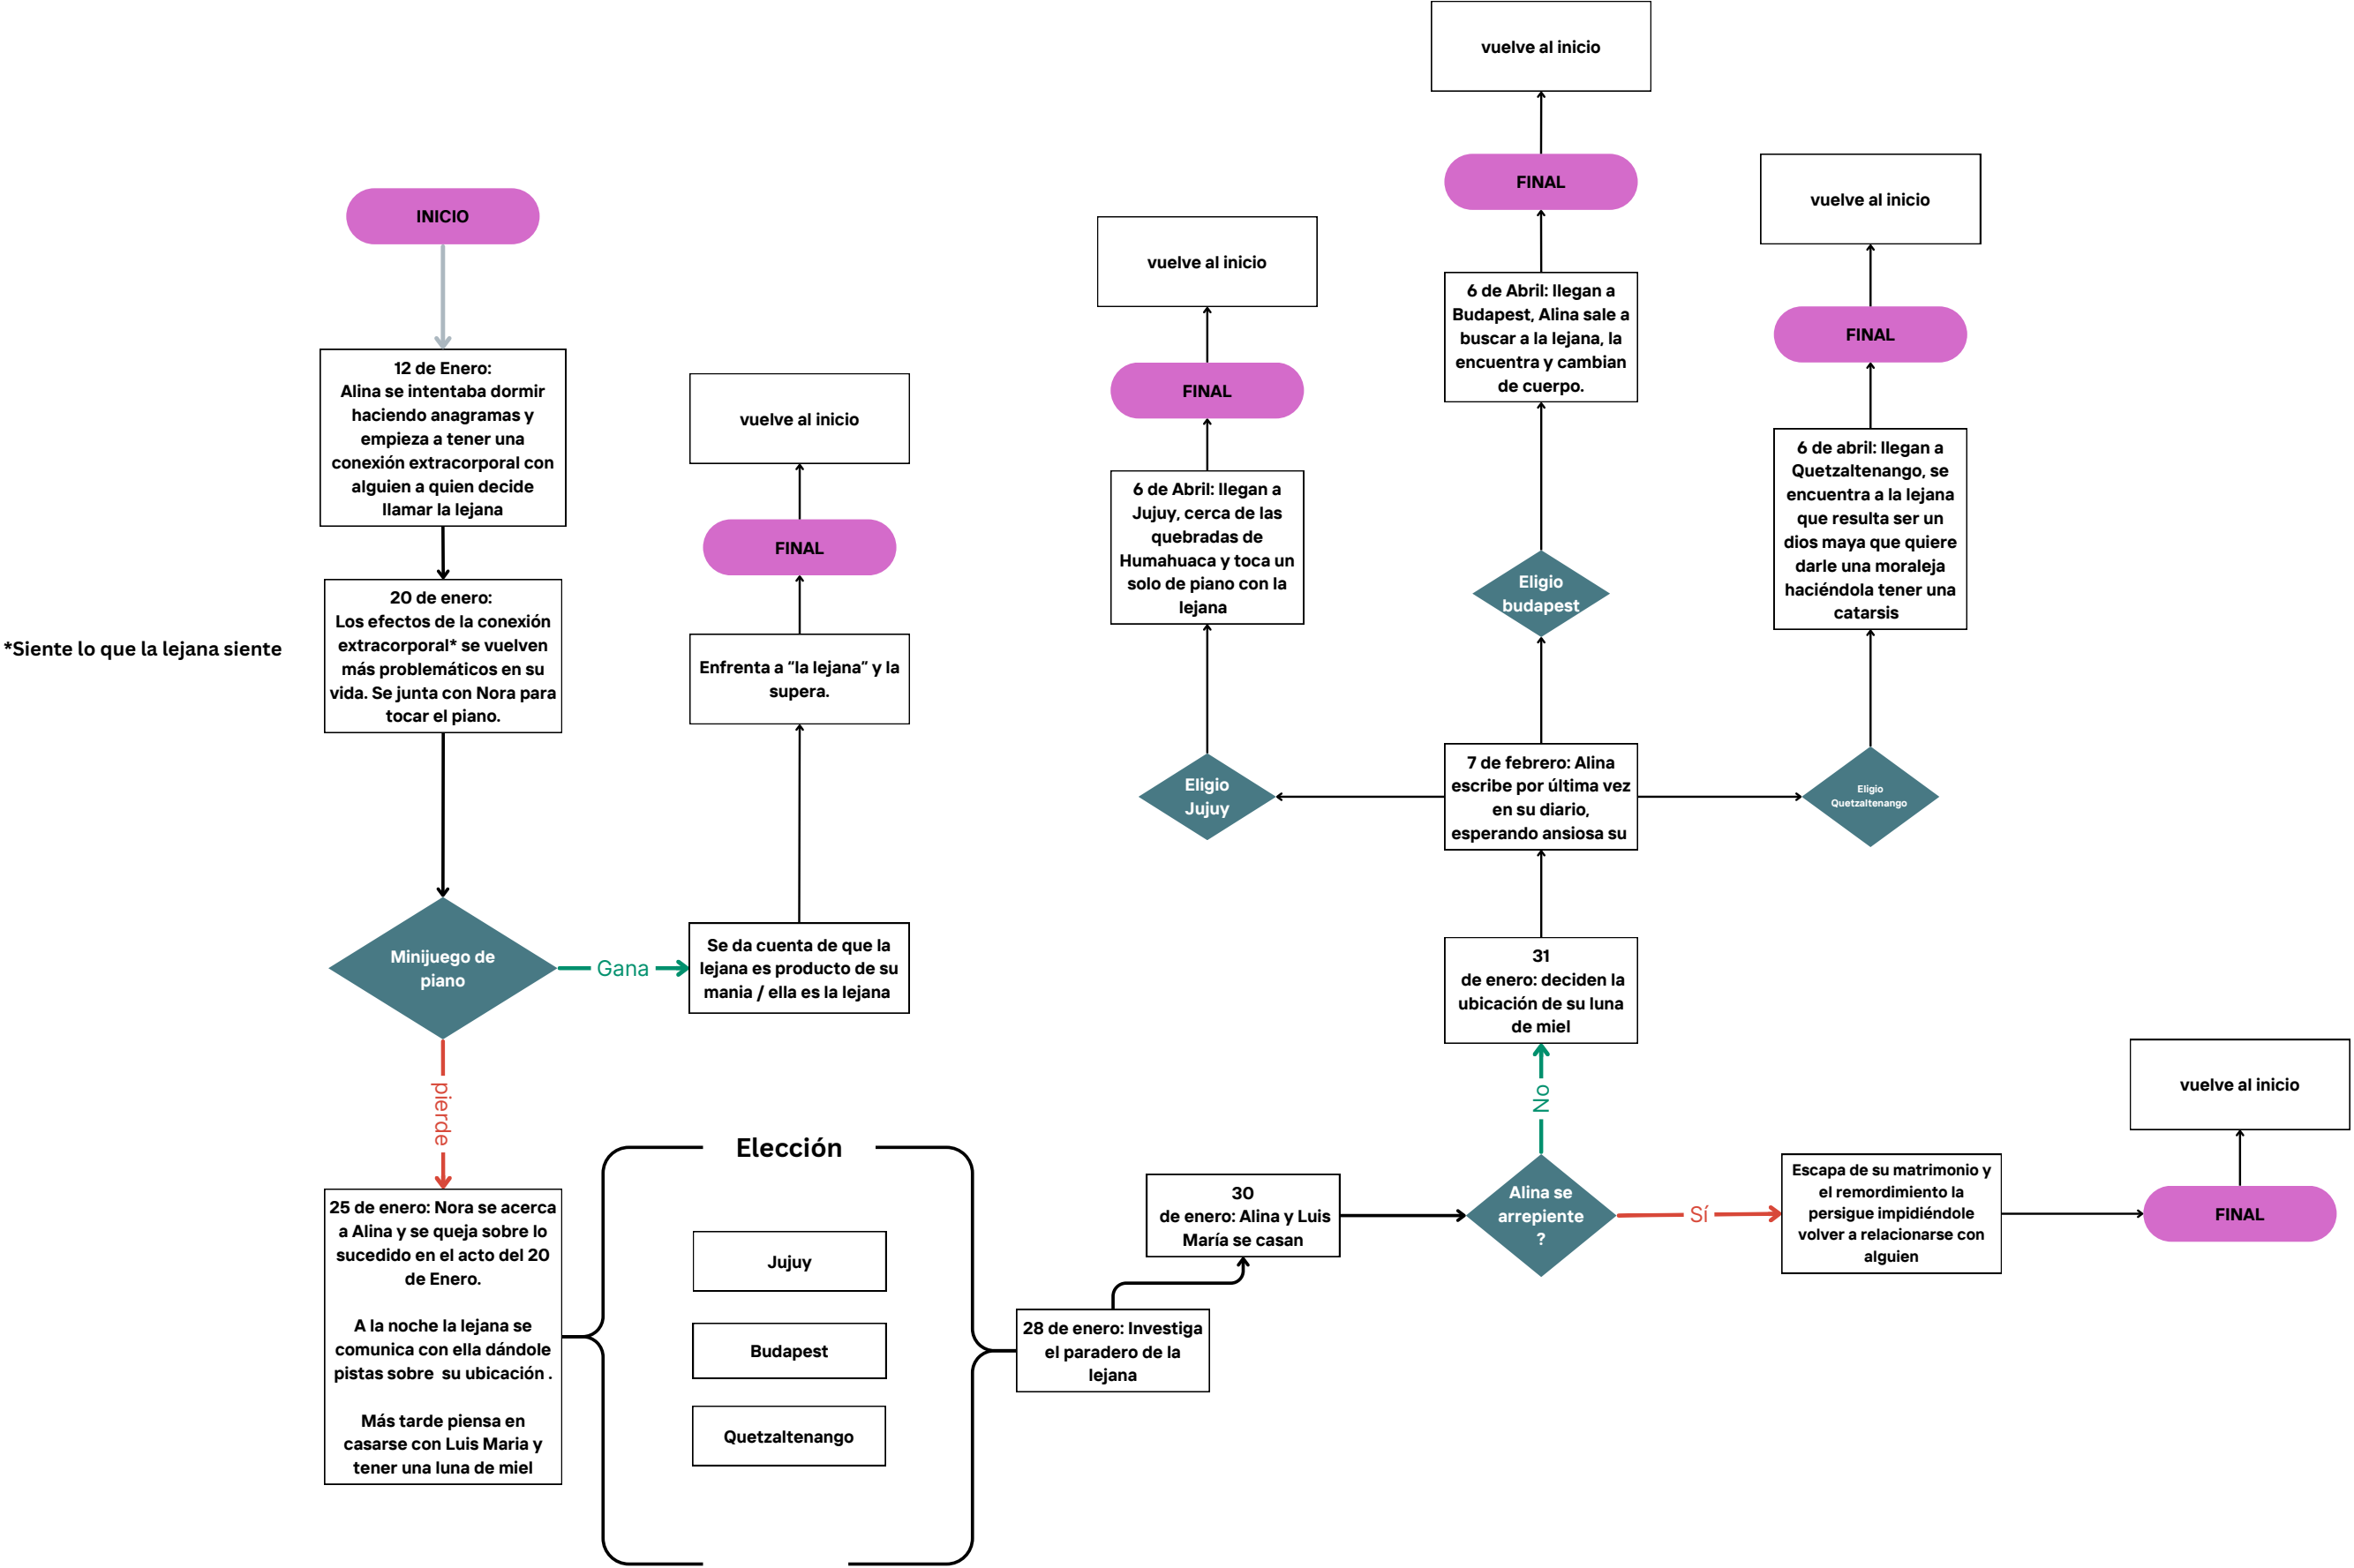 INICIO
12 de Enero:
Alina se intentaba dormir
haciendo anagramas y
empieza a tener una
conexión extracorporal con
alguien a quien decide
llamar la lejana
*Siente lo que la lejana siente
20 de enero:
Los efectos de la conexión
extracorporal* se vuelven
más problemáticos en su
vida. Se junta con Nora para
tocar el piano.
Minijuego de
piano
Gana
Se da cuenta de que la
lejana es producto de su
mania / ella es la lejana
Enfrenta a “la lejana” y la
supera.
FINAL
vuelve al inicio
pierde
25 de enero: Nora se acerca
a Alina y se queja sobre lo
sucedido en el acto del 20
de Enero.
A la noche la lejana se
comunica con ella dándole
pistas sobre su ubicación .
Más tarde piensa en
casarse con Luis Maria y
tener una luna de miel
Elección
Jujuy
Budapest
Quetzaltenango
28 de enero: Investiga
el paradero de la
lejana
30
de enero: Alina y Luis
María se casan
Alina se
arrepiente
?
Sí
Escapa de su matrimonio y
el remordimiento la
persigue impidiéndole
volver a relacionarse con
alguien
FINAL
vuelve al inicio
No
31
de enero: deciden la
ubicación de su luna
de miel
7 de febrero: Alina
escribe por última vez
en su diario,
esperando ansiosa su
Eligio
Jujuy
6 de Abril: llegan a
Jujuy, cerca de las
quebradas de
Humahuaca y toca un
solo de piano con la
lejana
FINAL
vuelve al inicio
Eligio
budapest
6 de Abril: llegan a
Budapest, Alina sale a
buscar a la lejana, la
encuentra y cambian
de cuerpo.
FINAL
vuelve al inicio
Eligio
Quetzaltenango
6 de abril: llegan a
Quetzaltenango, se
encuentra a la lejana
que resulta ser un
dios maya que quiere
darle una moraleja
haciéndola tener una
catarsis
FINAL
vuelve al inicio